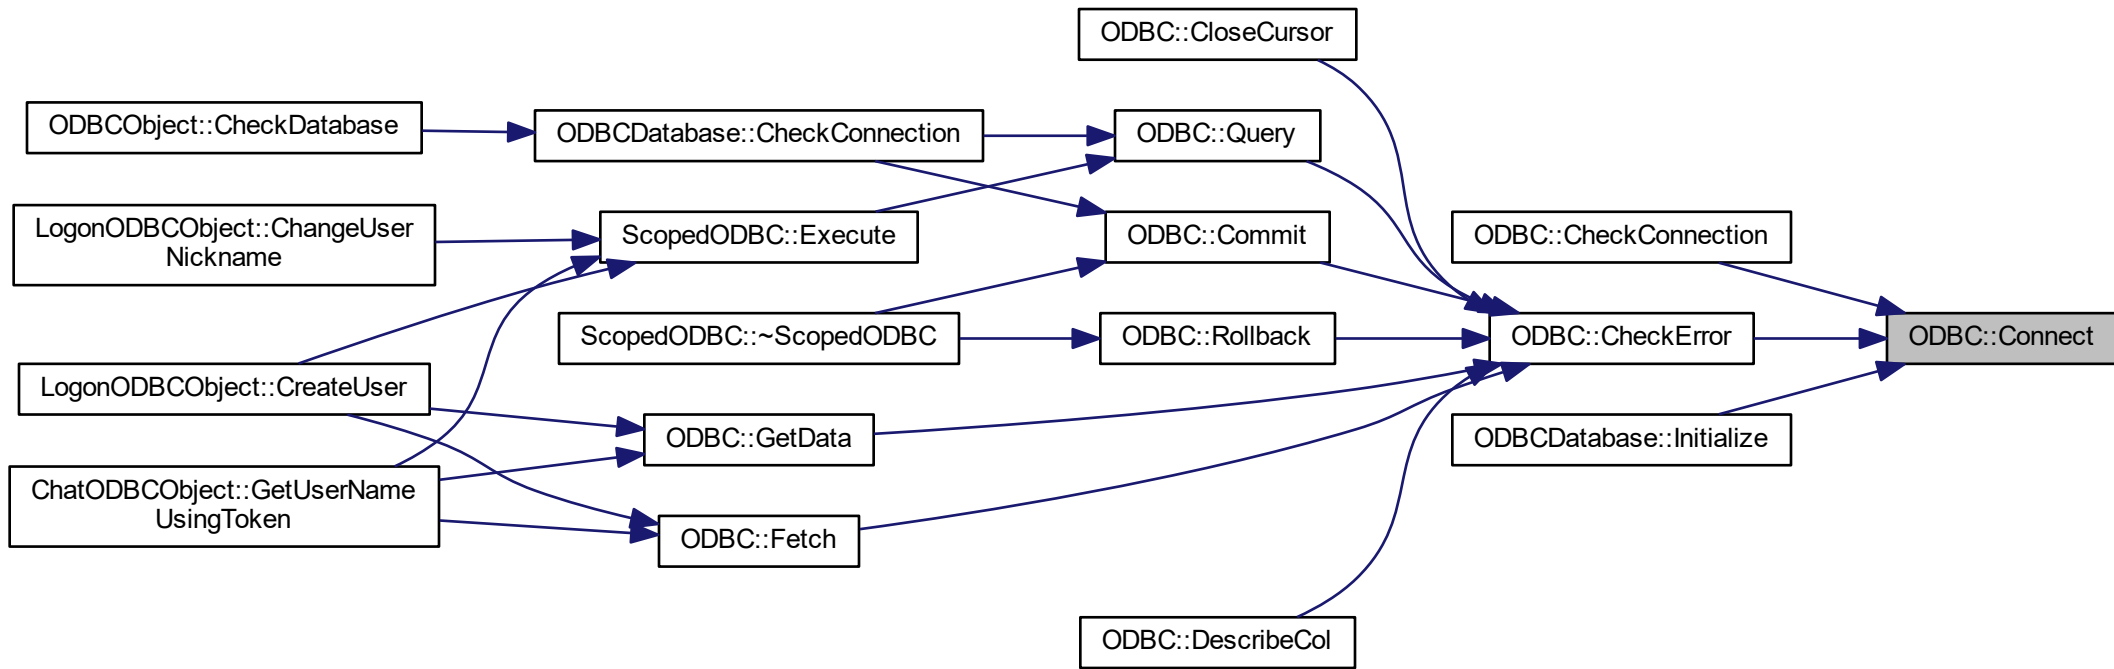 ODBC::CloseCursor
ODBCObject::CheckDatabase
ODBCDatabase::CheckConnection
ODBC::Query
LogonODBCObject::ChangeUser
Nickname
ScopedODBC::Execute
ODBC::Commit
ODBC::CheckConnection
ScopedODBC::~ScopedODBC
ODBC::Rollback
ODBC::CheckError
ODBC::Connect
LogonODBCObject::CreateUser
ODBC::GetData
ODBCDatabase::Initialize
ChatODBCObject::GetUserName
UsingToken
ODBC::Fetch
ODBC::DescribeCol